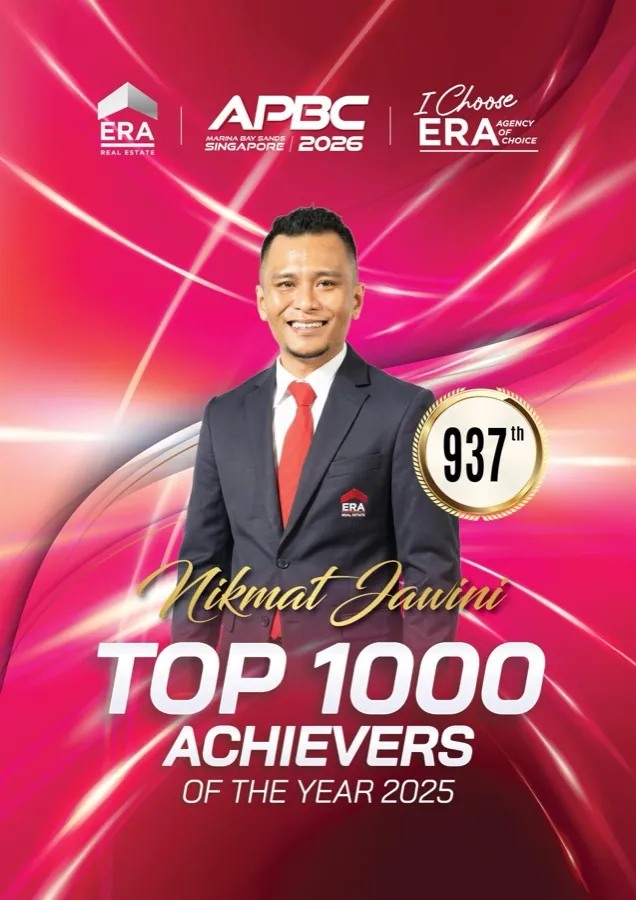 ERA
REAL ESTATE
APBC
MARINA BAY SANDS
SINGAPORE
2026
I Choose
ERA
AGENCY
OF
CHOICE
937th
ERA
REAL ESTATE
Nikmat Jawini
TOP 1000
ACHIEVERS
OF THE YEAR 2025